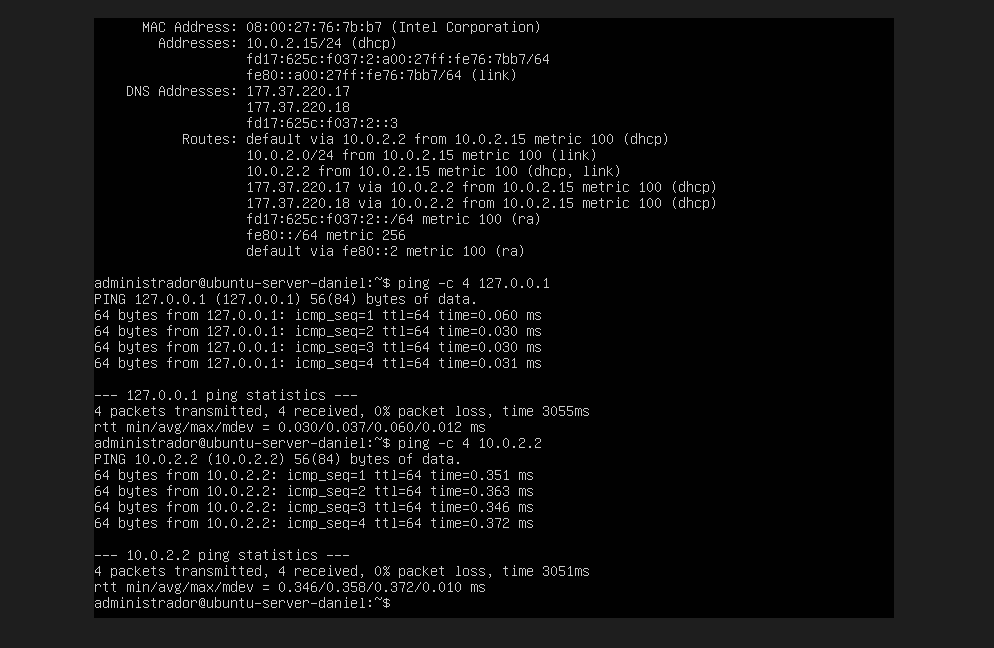 MAC Address: 08:00:27:76:7b:b7 (Intel Corporation)
Addresses: 10.0.2.15/24 (dhcp)
fd17:625c:f037:2:a00:27ff:fe76:7bb7/64
fe80::a00:27ff:fe76:7bb7/64 (link)
DNS Addresses: 177.37.220.17
177.37.220.18
fd17:625c:f037:2::3
Routes: default via 10.0.2.2 from 10.0.2.15 metric 100 (dhcp)
10.0.2.0/24 from 10.0.2.15 metric 100 (link)
10.0.2.2 from 10.0.2.15 metric 100 (dhcp, link)
177.37.220.17 via 10.0.2.2 from 10.0.2.15 metric 100 (dhcp)
177.37.220.18 via 10.0.2.2 from 10.0.2.15 metric 100 (dhcp)
fd17:625c:f037:2::/64 metric 100 (ra)
fe80::/64 metric 256
default via fe80::2 metric 100 (ra)
administrador@ubuntu-server-daniel:~$ ping -c 4 127.0.0.1
PING 127.0.0.1 (127.0.0.1) 56(84) bytes of data.
64 bytes from 127.0.0.1: icmp_seq=1 ttl=64 time=0.060 ms
64 bytes from 127.0.0.1: icmp_seq=2 ttl=64 time=0.030 ms
64 bytes from 127.0.0.1: icmp_seq=3 ttl=64 time=0.030 ms
64 bytes from 127.0.0.1: icmp_seq=4 ttl=64 time=0.031 ms
--- 127.0.0.1 ping statistics ---
4 packets transmitted, 4 received, 0% packet loss, time 3055ms
rtt min/avg/max/mdev = 0.030/0.037/0.060/0.012 ms
administrador@ubuntu-server-daniel:~$ ping -c 4 10.0.2.2
PING 10.0.2.2 (10.0.2.2) 56(84) bytes of data.
64 bytes from 10.0.2.2: icmp_seq=1 ttl=64 time=0.351 ms
64 bytes from 10.0.2.2: icmp_seq=2 ttl=64 time=0.363 ms
64 bytes from 10.0.2.2: icmp_seq=3 ttl=64 time=0.346 ms
64 bytes from 10.0.2.2: icmp_seq=4 ttl=64 time=0.372 ms
--- 10.0.2.2 ping statistics ---
4 packets transmitted, 4 received, 0% packet loss, time 3051ms
rtt min/avg/max/mdev = 0.346/0.358/0.372/0.010 ms
administrador@ubuntu-server-daniel:~$